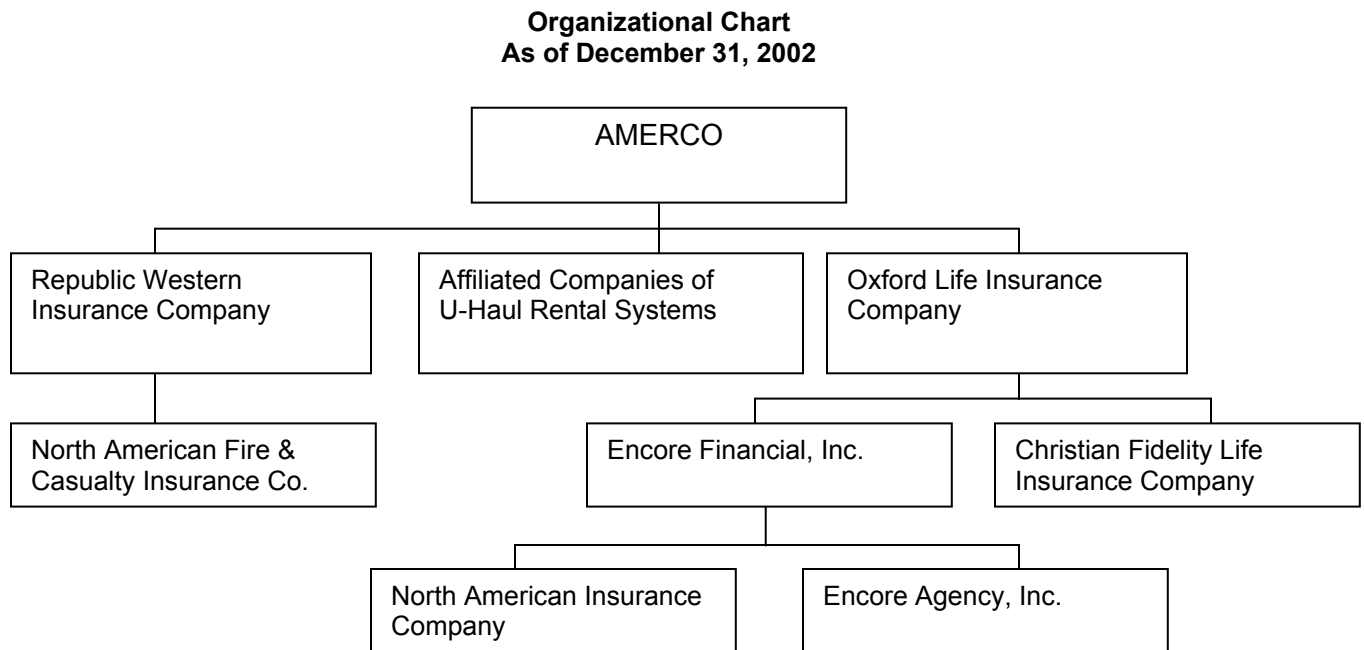 Organizational Chart
As of December 31, 2002
AMERCO
Republic Western
Insurance Company
Affiliated Companies of
U-Haul Rental Systems
Oxford Life Insurance
Company
North American Fire &
Casualty Insurance Co.
Encore Financial, Inc.
Christian Fidelity Life
Insurance Company
North American Insurance
Company
Encore Agency, Inc.